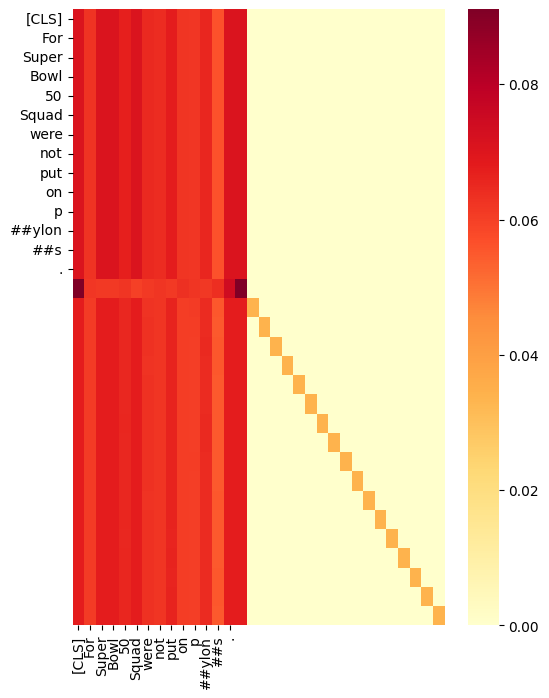 [CLS]
For
Super
Bowl
50
Squad
were
not
put
on
p
##ylon
##s
.
0.08
0.06
0.04
0.02
0.00
[CLS]
For
Super
Bowl
50
Squad
were
not
put
on
p
##ylon
##s
.